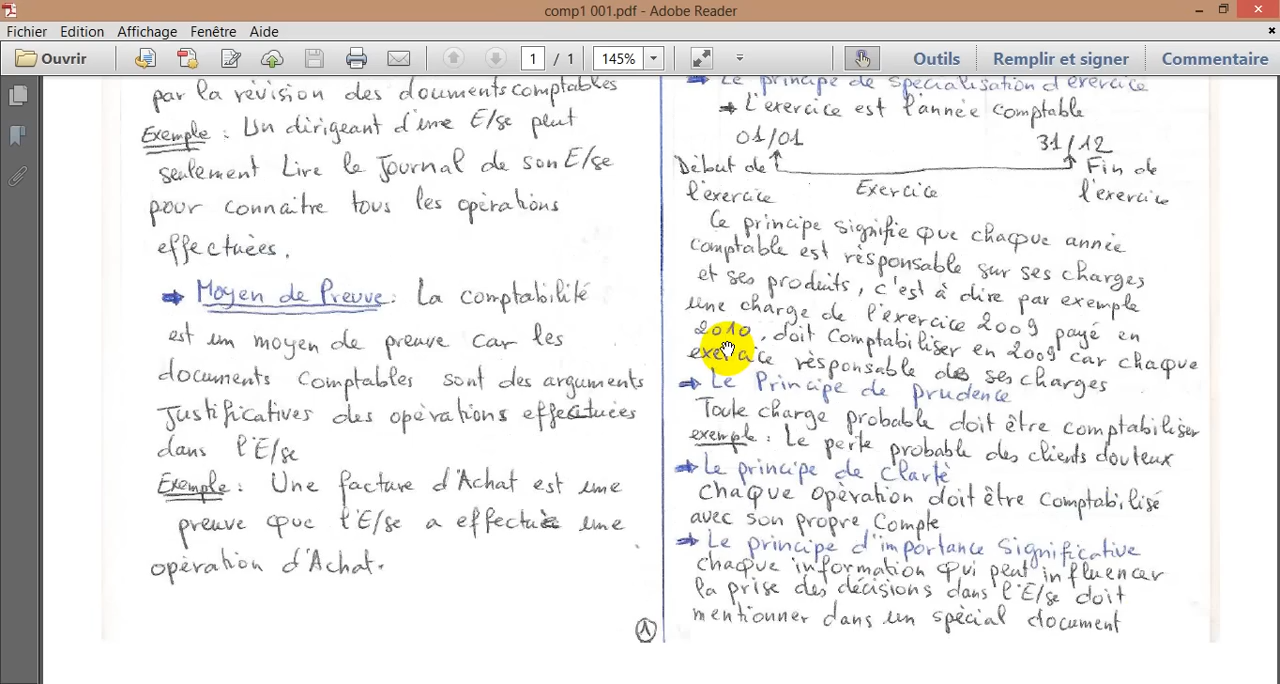 comp1 001.pdf - Adobe Reader
Fichier Edition Affichage Fenêtre Aide
Ouvrir 1 / 1 145% Outils Remplir et signer Commentaire
par la révision des documents comptables
Exemple : Un dirigeant d'une E/se peut
seulement Lire le Journal de son E/se
pour connaître tous les opérations
effectuées.
→ Moyen de Preuve : La comptabilité
est un moyen de preuve car les
documents comptables sont des arguments
Justificatives des opérations effectuées
dans l'E/se
Exemple : Une facture d'Achat est une
preuve que l'E/se a effectué une
opération d'Achat.
→ Le principe de spécialisation d'exercice
→ L'exercice est l'année comptable
01/01 31/12
Début de Fin de
l'exercice Exercice l'exercice
Ce principe signifie que chaque année
comptable est résponsable sur ses charges
et ses produits, c'est à dire par exemple
une charge de l'exercice 2009 payé en
2010, doit comptabiliser en 2009 car chaque
exercice résponsable des ses charges
→ Le Principe de prudence
Toute charge probable doit être comptabiliser
exemple : Le perte probable des clients douteux
→ Le principe de clarté
chaque opération doit être comptabilisé
avec son propre Compte
→ Le principe d'importance significative
chaque information qui peut influencer
la prise des décisions dans l'E/se doit
mentionner dans un spécial document
1